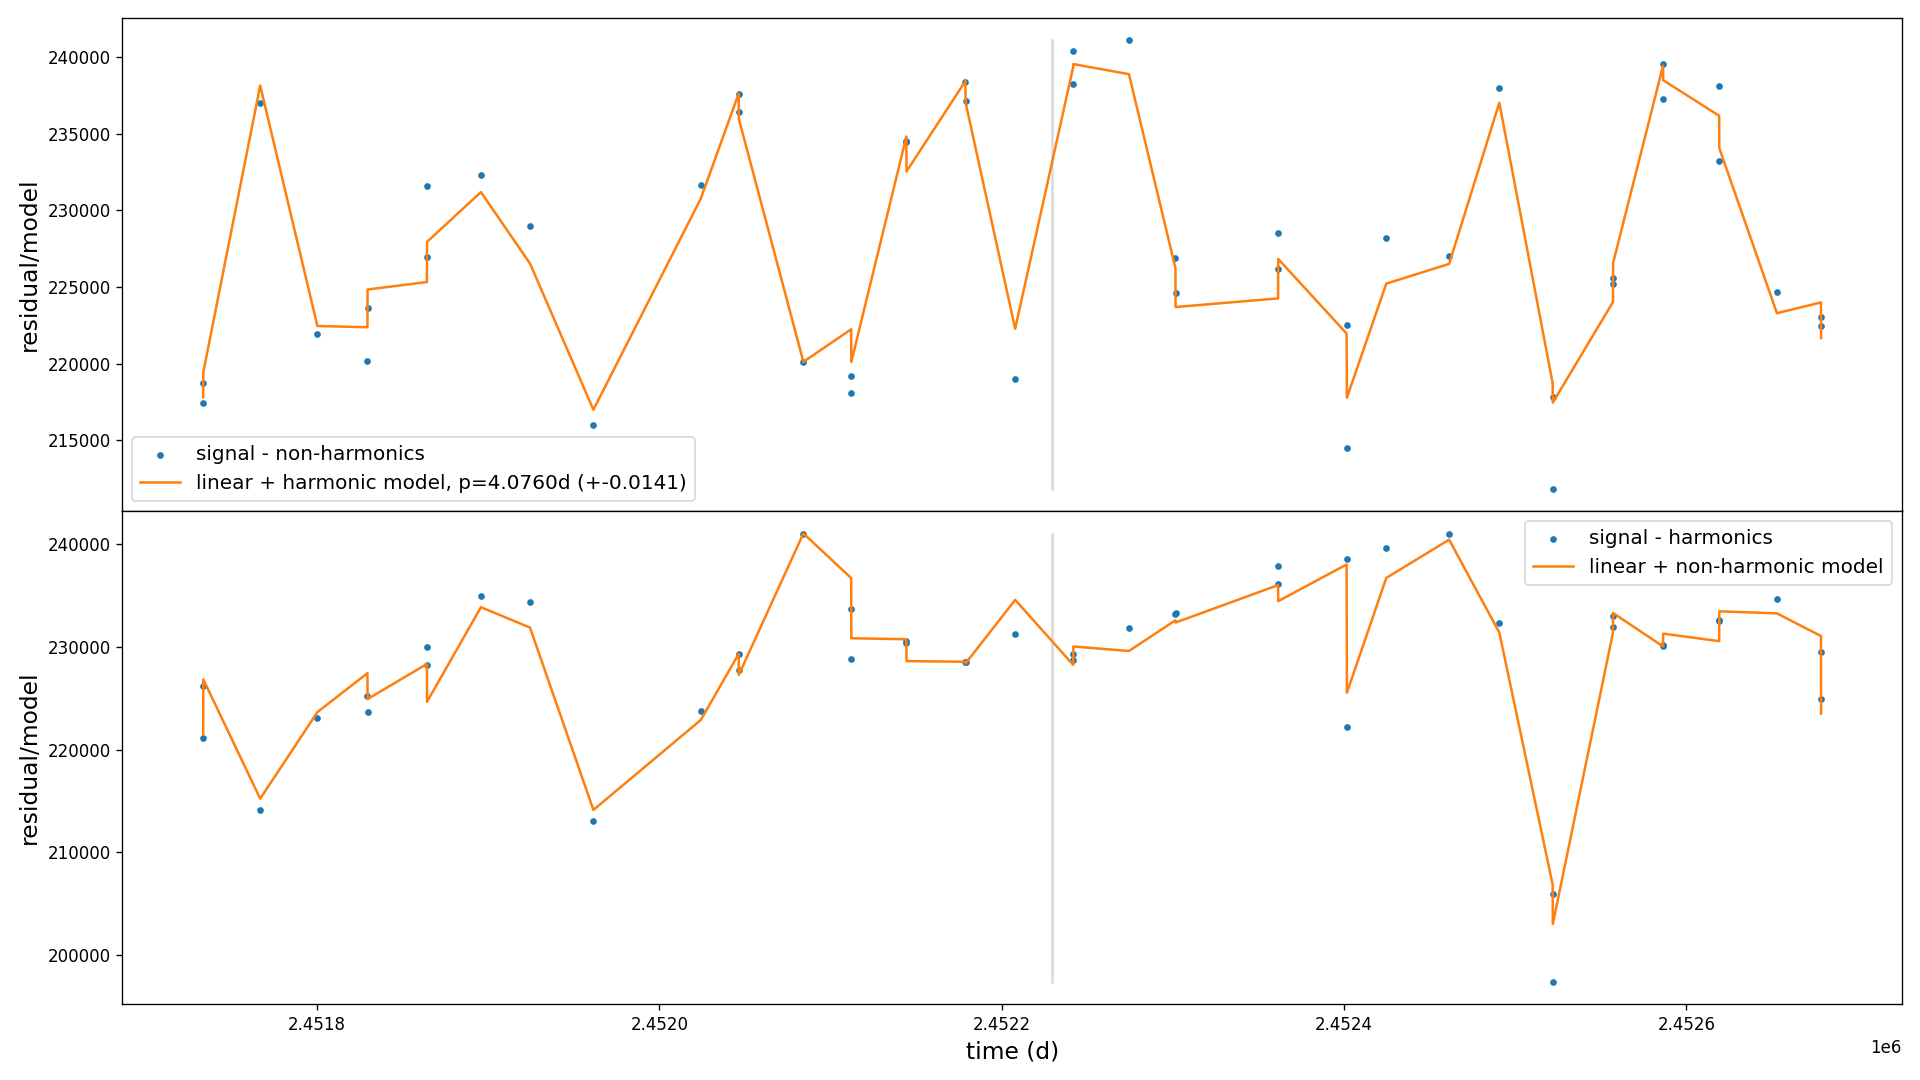 residual/model
240000
235000
230000
225000
220000
215000
signal - non-harmonics
linear + harmonic model, p=4.0760d (+-0.0141)
residual/model
240000
230000
220000
210000
200000
signal - harmonics
linear + non-harmonic model
2.4518 2.4520 2.4522 2.4524 2.4526
time (d)
1e6